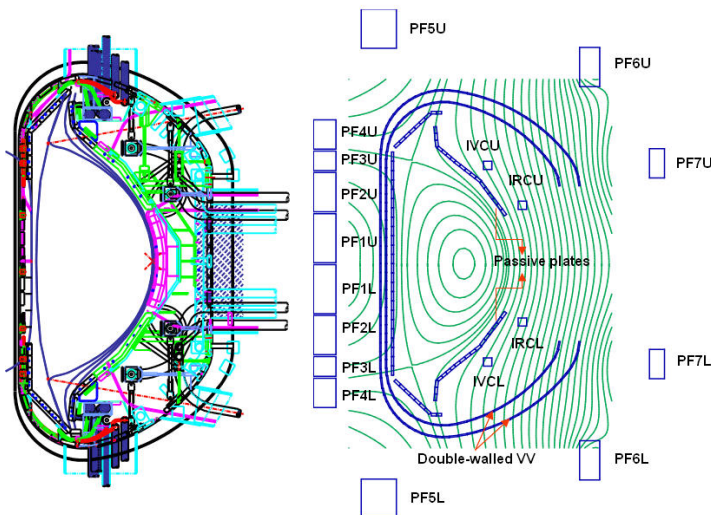 PF5U
PF6U
PF4U
IVCU
PF3U
PF7U
PF2U
IRCU
PF1U
Passive plates
PF1L
PF2L
IRCL
PF3L
PF7L
IVCL
PF4L
Double-walled VV
PF6L
PF5L